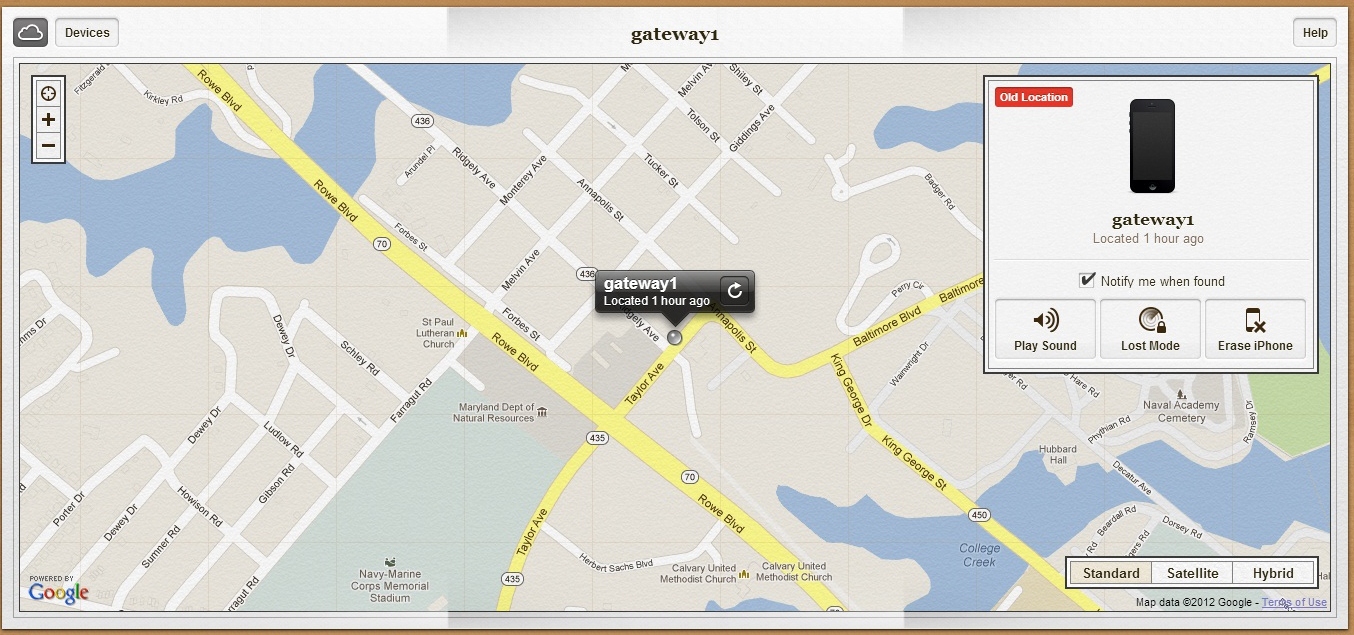 Devices
gateway1
Help
Fitzgerald
Kirkley Rd
Rowe Blvd
436
Arundel Pl
Ridgely Ave
Monterey Ave
Melvin Ave
Shiley St
Tolson St
Giddings Ave
Tucker St
Annapolis St
Badger Rd
Old Location
gateway1
Located 1 hour ago
Notify me when found
Play Sound
Lost Mode
Erase iPhone
Rowe Blvd
70
Forbes St
Melvin Ave
436
gateway1
Located 1 hour ago
Perry Cir
Baltimore
Baltimore Blvd
Forbes St
Dewey Dr
Schley Rd
St Paul
Lutheran
Church
Rowe Blvd
Taylor Ave
King George Dr
Wainwright Dr
Farragut Rd
Maryland Dept of
Natural Resources
435
Naval Academy
Cemetery
Phythian Rd
Ramsey Dr
Dewey Dr
Ludlow Rd
Gibson Rd
King George St
Hubbard
Hall
Decatur Ave
Porter Dr
Dewey Dr
Howison Rd
Sumner Rd
70
Rowe Blvd
450
Beardall Rd
Dorsey Rd
Taylor Ave
Herbert Sachs Blvd
College
Creek
Navy-Marine
Corps Memorial
Stadium
435
Calvary United
Methodist Church
Calvary United
Methodist Church
Standard
Satellite
Hybrid
POWERED BY
Google
Map data ©2012 Google - Terms of Use